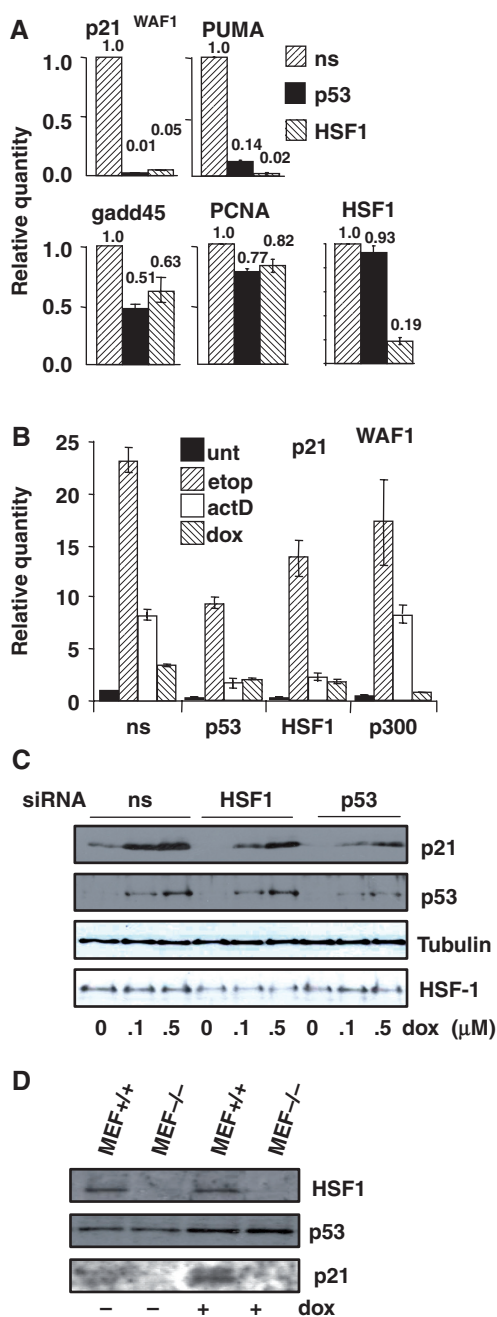 A
p21 WAF1 PUMA
ns
p53
HSF1
Relative quantity
1.0
0.5
0.0
1.0
0.01
0.05
1.0
0.14
0.02
gadd45 PCNA HSF1
1.0
0.5
0.0
1.0
0.51
0.63
1.0
0.77
0.82
1.0
0.93
0.19
B
p21 WAF1
Relative quantity
25
20
15
10
5
0
unt
etop
actD
dox
ns p53 HSF1 p300
C
siRNA ns HSF1 p53
p21
p53
Tubulin
HSF-1
0 .1 .5 0 .1 .5 0 .1 .5 dox (μM)
D
MEF+/+ MEF–/– MEF+/+ MEF–/–
HSF1
p53
p21
– – + + dox